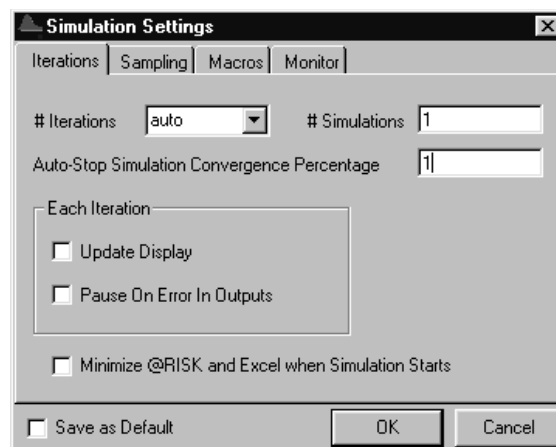 Simulation Settings
Iterations Sampling Macros Monitor
# Iterations auto # Simulations 1
Auto-Stop Simulation Convergence Percentage 1
Each Iteration
Update Display
Pause On Error In Outputs
Minimize @RISK and Excel when Simulation Starts
Save as Default OK Cancel